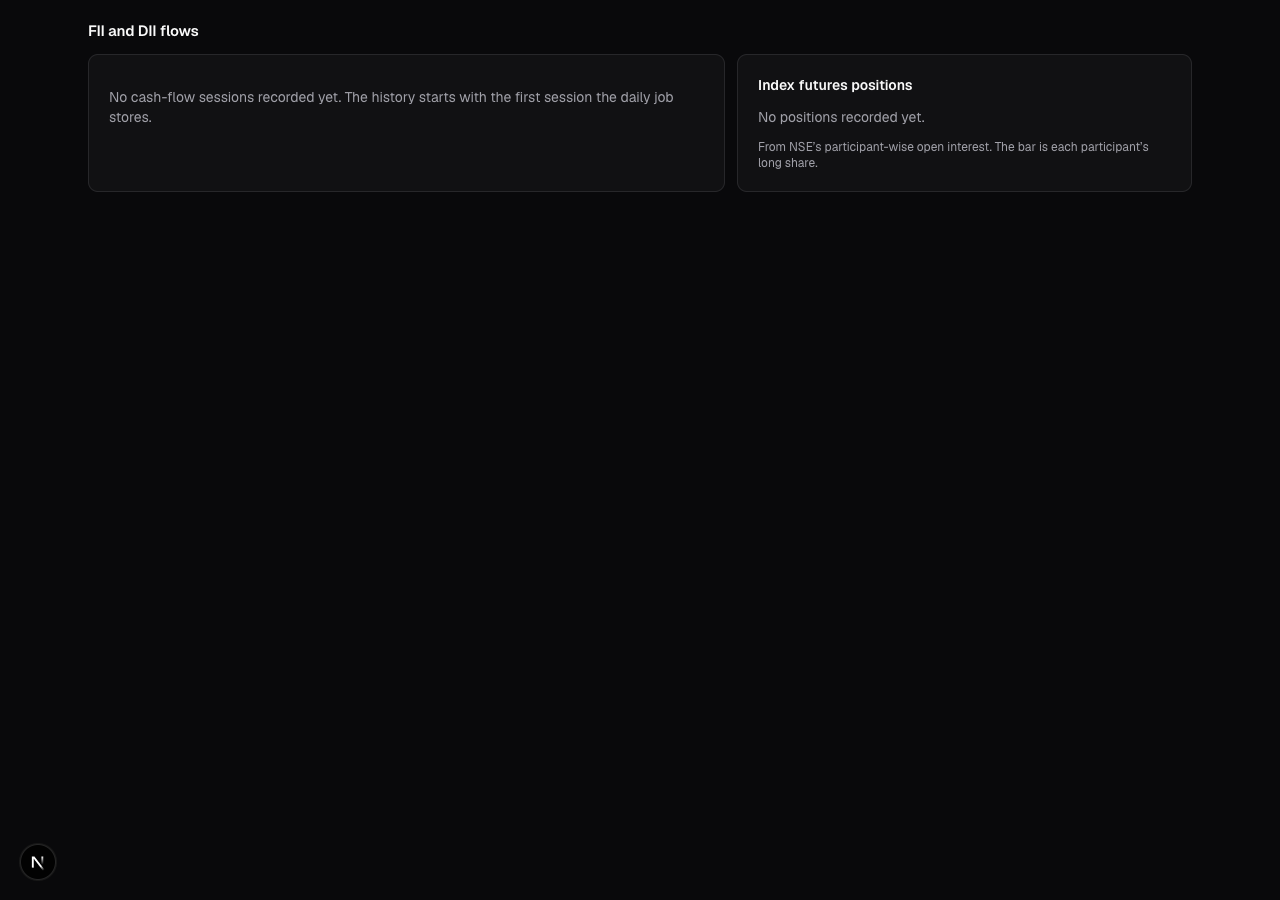 FII and DII flows
No cash-flow sessions recorded yet. The history starts with the first session the daily job
stores.
Index futures positions
No positions recorded yet.
From NSE's participant-wise open interest. The bar is each participant's
long share.
N